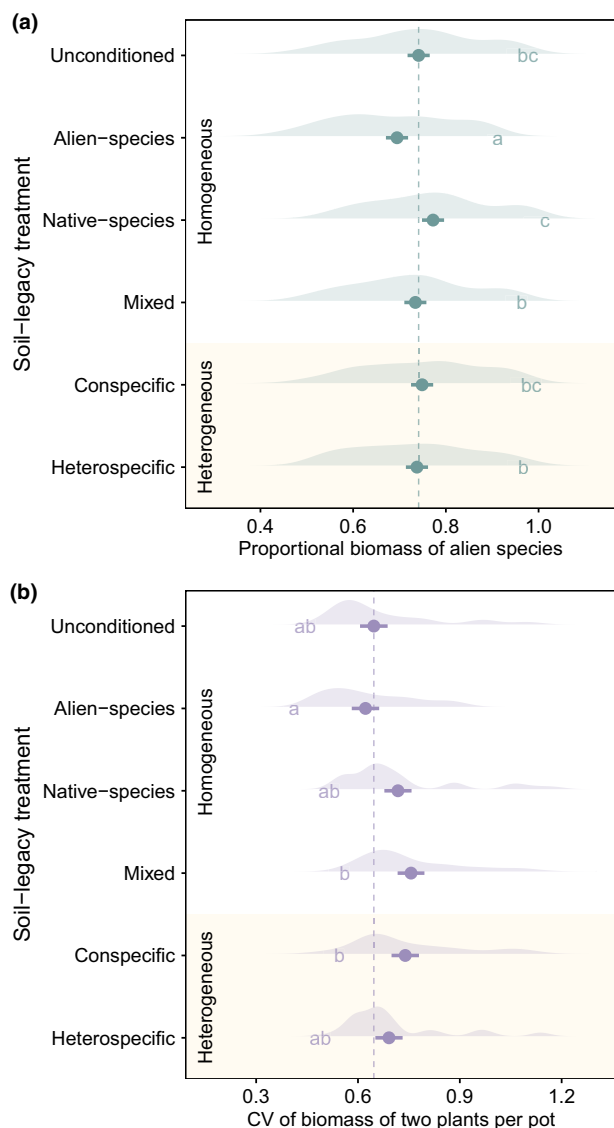 (a)
Soil−legacy treatment
Unconditioned
bc
Alien−species
a
Native−species
c
Mixed
b
Conspecific
bc
Heterospecific
b
Homogeneous
Heterogeneous
0.4 0.6 0.8 1.0
Proportional biomass of alien species
(b)
Soil−legacy treatment
Unconditioned
ab
Alien−species
a
Native−species
ab
Mixed
b
Conspecific
b
Heterospecific
ab
Homogeneous
Heterogeneous
0.3 0.6 0.9 1.2
CV of biomass of two plants per pot